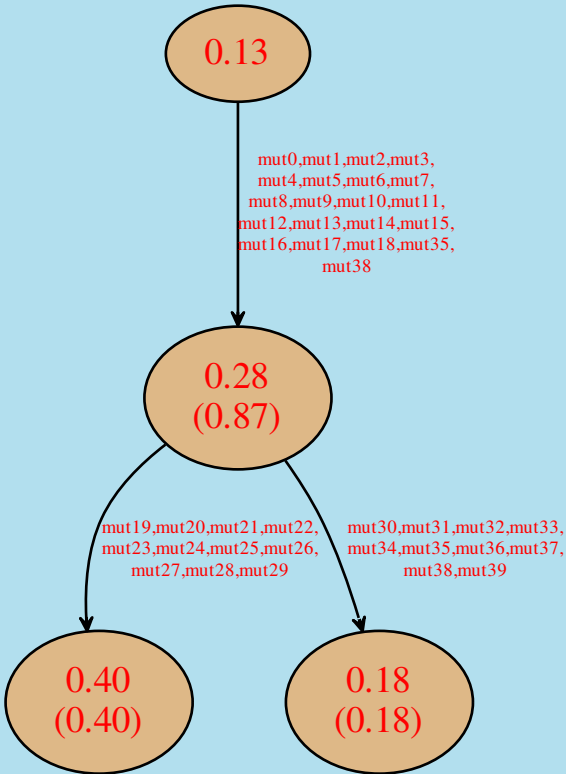 0.13
mut0,mut1,mut2,mut3,
mut4,mut5,mut6,mut7,
mut8,mut9,mut10,mut11,
mut12,mut13,mut14,mut15,
mut16,mut17,mut18,mut35,
mut38
0.28
(0.87)
mut19,mut20,mut21,mut22,
mut23,mut24,mut25,mut26,
mut27,mut28,mut29
mut30,mut31,mut32,mut33,
mut34,mut35,mut36,mut37,
mut38,mut39
0.40
(0.40)
0.18
(0.18)